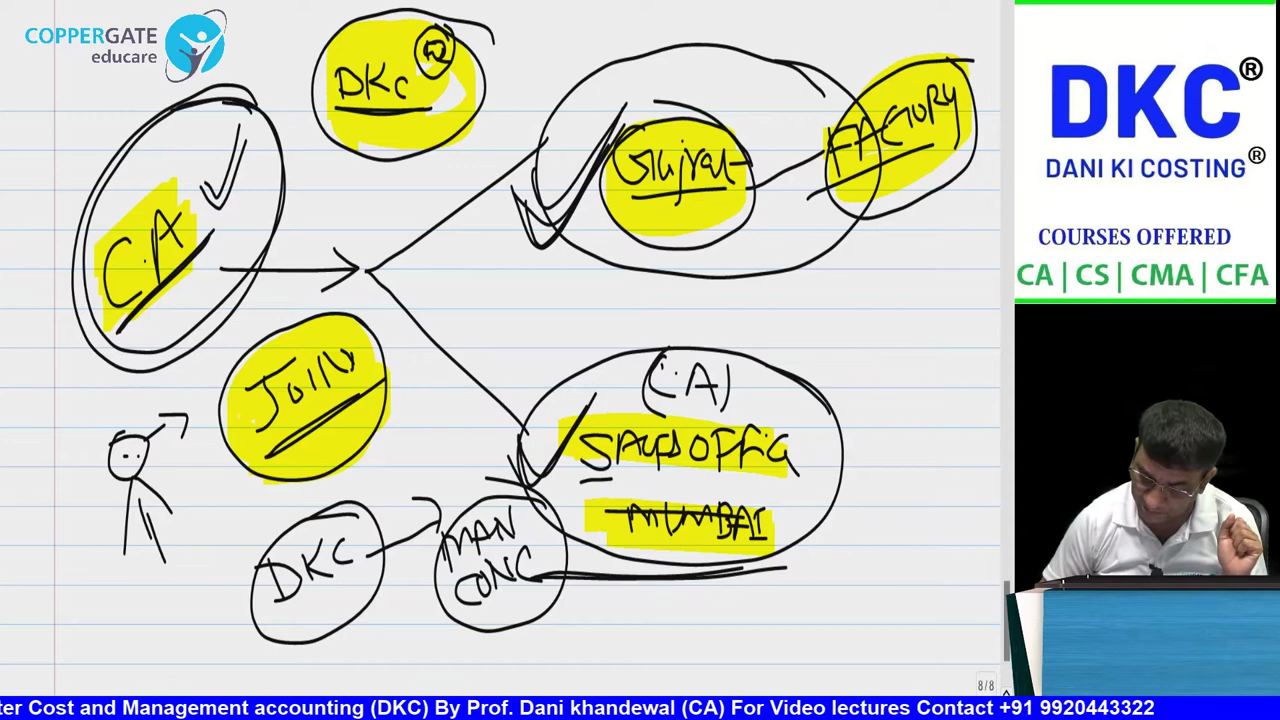 COPPERGATE
educare
DKC R
C.A
Gujrat
FACTORY
JOIN
(CA)
SALES OFFIC
MUMBAI
DKC
MAN
CONC
8/8
DKC®
DANI KI COSTING®
COURSES OFFERED
CA | CS | CMA | CFA
ter Cost and Management accounting (DKC) By Prof. Dani khandewal (CA) For Video lectures Contact +91 9920443322